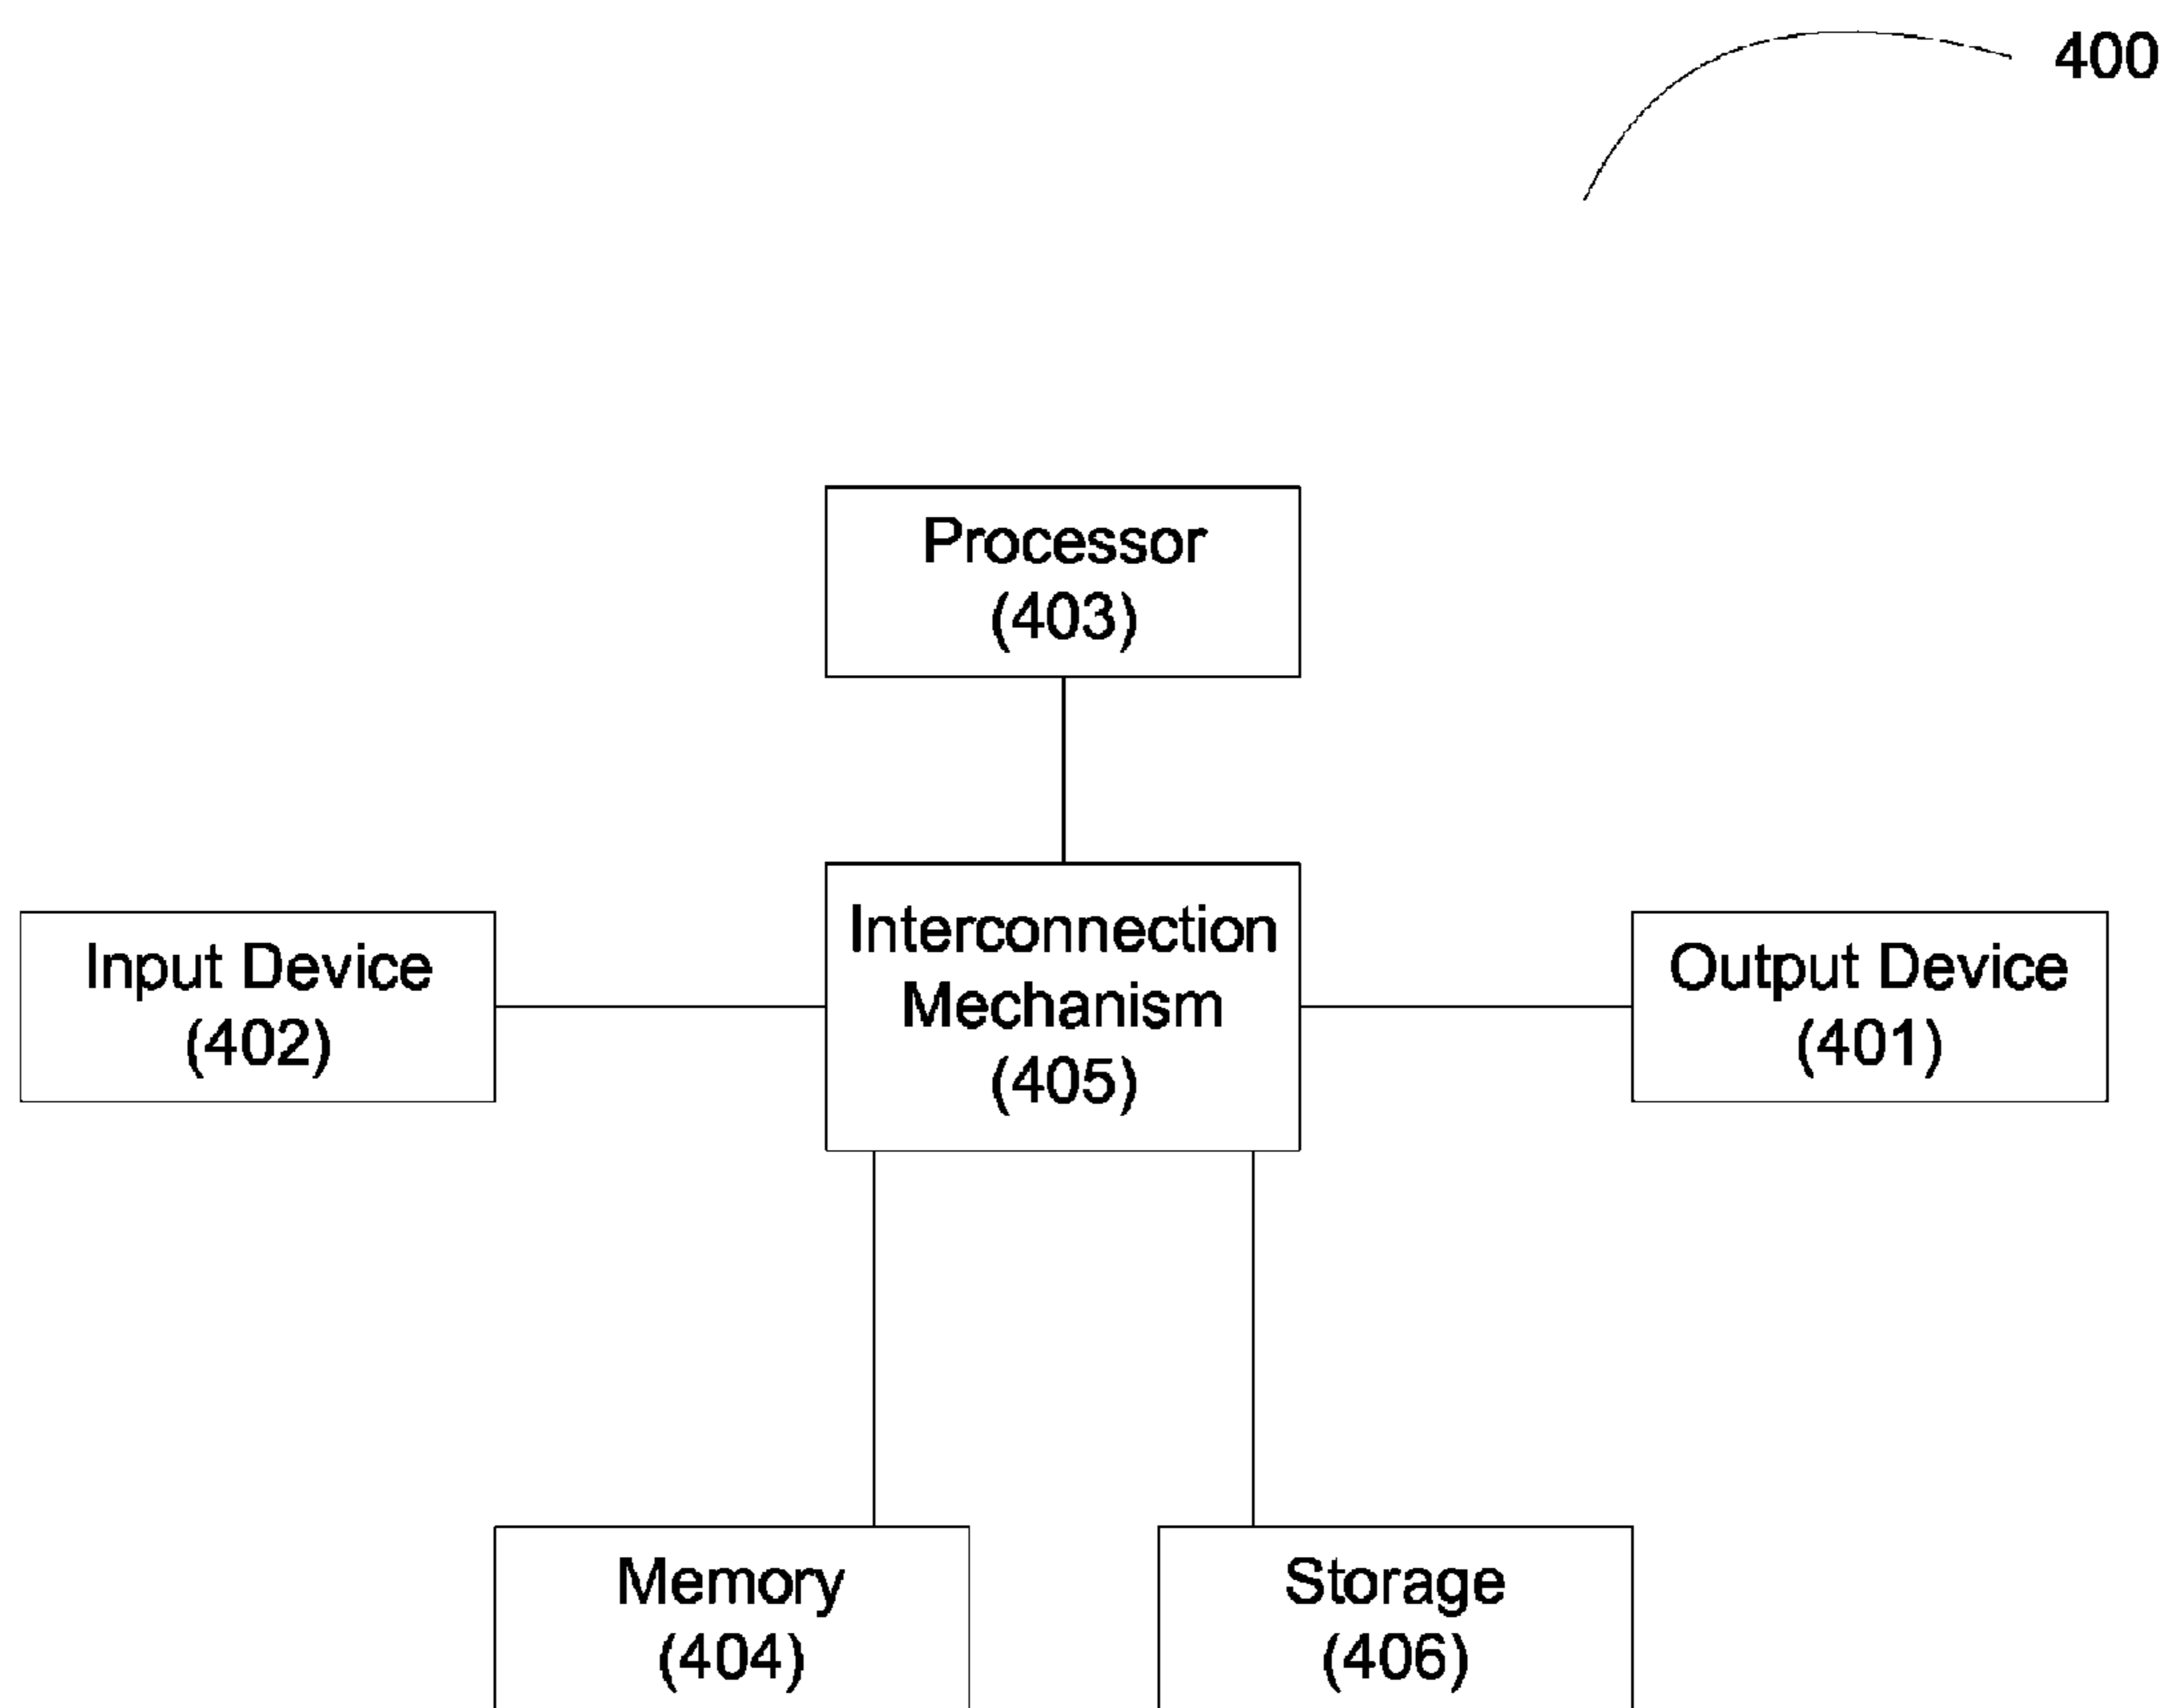 400
Processor
(403)
Input Device
(402)
Interconnection
Mechanism
(405)
Output Device
(401)
Memory
(404)
Storage
(406)